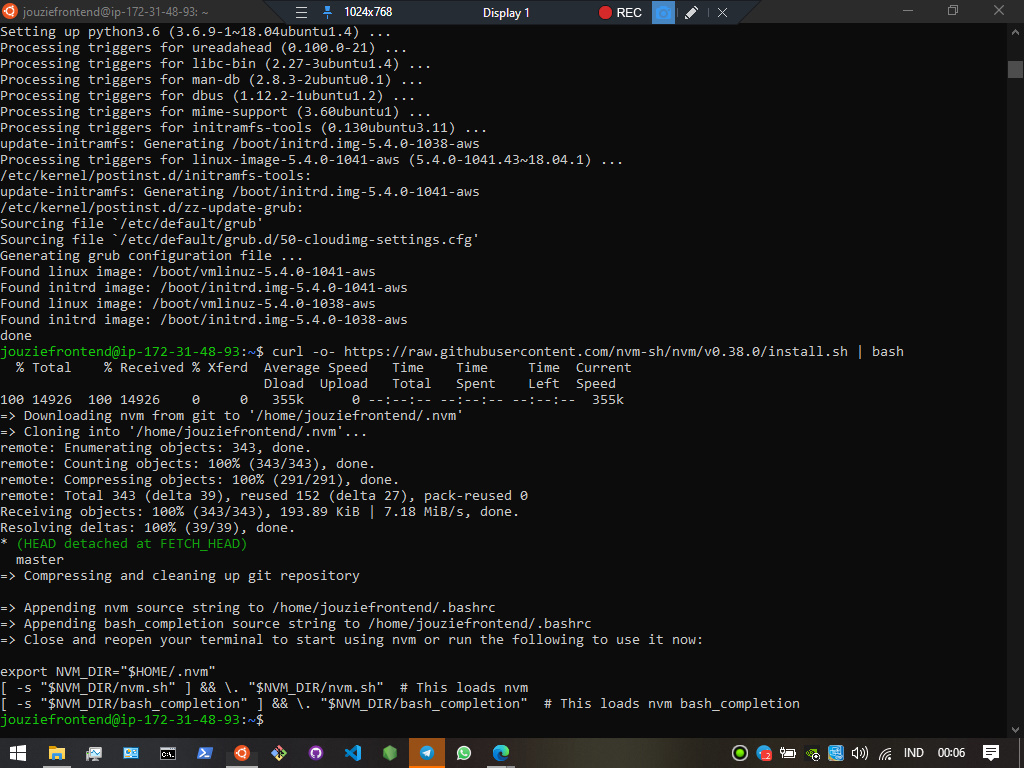 jouziefrontend@ip-172-31-48-93: ~
1024x768
Display 1
REC
Setting up python3.6 (3.6.9-1~18.04ubuntu1.4) ...
Processing triggers for ureadahead (0.100.0-21) ...
Processing triggers for libc-bin (2.27-3ubuntu1.4) ...
Processing triggers for man-db (2.8.3-2ubuntu0.1) ...
Processing triggers for dbus (1.12.2-1ubuntu1.2) ...
Processing triggers for mime-support (3.60ubuntu1) ...
Processing triggers for initramfs-tools (0.130ubuntu3.11) ...
update-initramfs: Generating /boot/initrd.img-5.4.0-1038-aws
Processing triggers for linux-image-5.4.0-1041-aws (5.4.0-1041.43~18.04.1) ...
/etc/kernel/postinst.d/initramfs-tools:
update-initramfs: Generating /boot/initrd.img-5.4.0-1041-aws
/etc/kernel/postinst.d/zz-update-grub:
Sourcing file `/etc/default/grub'
Sourcing file `/etc/default/grub.d/50-cloudimg-settings.cfg'
Generating grub configuration file ...
Found linux image: /boot/vmlinuz-5.4.0-1041-aws
Found initrd image: /boot/initrd.img-5.4.0-1041-aws
Found linux image: /boot/vmlinuz-5.4.0-1038-aws
Found initrd image: /boot/initrd.img-5.4.0-1038-aws
done
jouziefrontend@ip-172-31-48-93:~$ curl -o- https://raw.githubusercontent.com/nvm-sh/nvm/v0.38.0/install.sh | bash
  % Total    % Received % Xferd  Average Speed   Time    Time     Time  Current
                                 Dload  Upload   Total   Spent    Left  Speed
100 14926  100 14926    0     0   355k      0 --:--:-- --:--:-- --:--:--  355k
=> Downloading nvm from git to '/home/jouziefrontend/.nvm'
=> Cloning into '/home/jouziefrontend/.nvm'...
remote: Enumerating objects: 343, done.
remote: Counting objects: 100% (343/343), done.
remote: Compressing objects: 100% (291/291), done.
remote: Total 343 (delta 39), reused 152 (delta 27), pack-reused 0
Receiving objects: 100% (343/343), 193.89 KiB | 7.18 MiB/s, done.
Resolving deltas: 100% (39/39), done.
* (HEAD detached at FETCH_HEAD)
  master
=> Compressing and cleaning up git repository
=> Appending nvm source string to /home/jouziefrontend/.bashrc
=> Appending bash_completion source string to /home/jouziefrontend/.bashrc
=> Close and reopen your terminal to start using nvm or run the following to use it now:
export NVM_DIR="$HOME/.nvm"
[ -s "$NVM_DIR/nvm.sh" ] && \. "$NVM_DIR/nvm.sh"  # This loads nvm
[ -s "$NVM_DIR/bash_completion" ] && \. "$NVM_DIR/bash_completion"  # This loads nvm bash_completion
jouziefrontend@ip-172-31-48-93:~$
IND
00:06